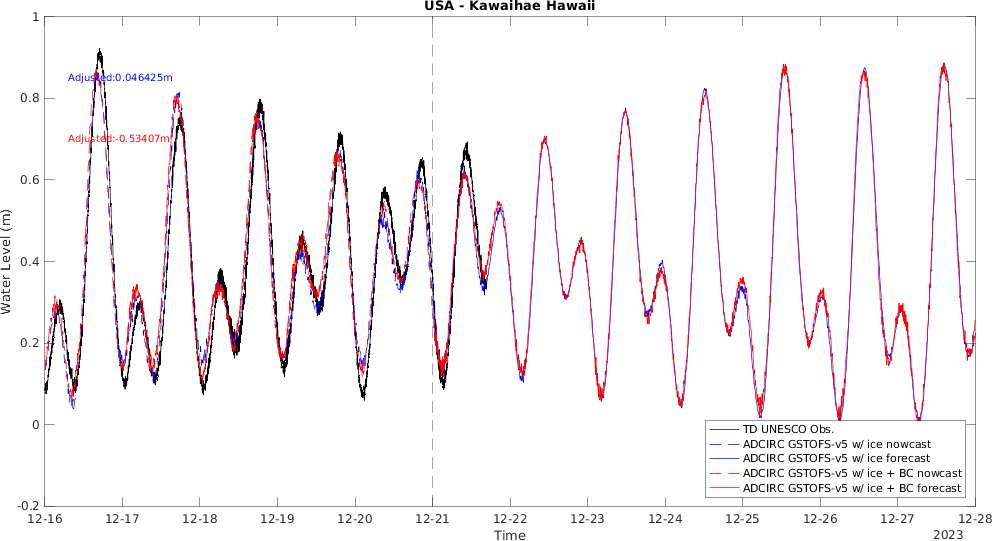 USA - Kawaihae Hawaii
1
0.8
0.6
0.4
0.2
0
-0.2
Water Level (m)
Adjusted:0.046425m
Adjusted:-0.53407m
TD UNESCO Obs.
ADCIRC GSTOFS-v5 w/ ice nowcast
ADCIRC GSTOFS-v5 w/ ice forecast
ADCIRC GSTOFS-v5 w/ ice + BC nowcast
ADCIRC GSTOFS-v5 w/ ice + BC forecast
12-16 12-17 12-18 12-19 12-20 12-21 12-22 12-23 12-24 12-25 12-26 12-27 12-28
Time
2023